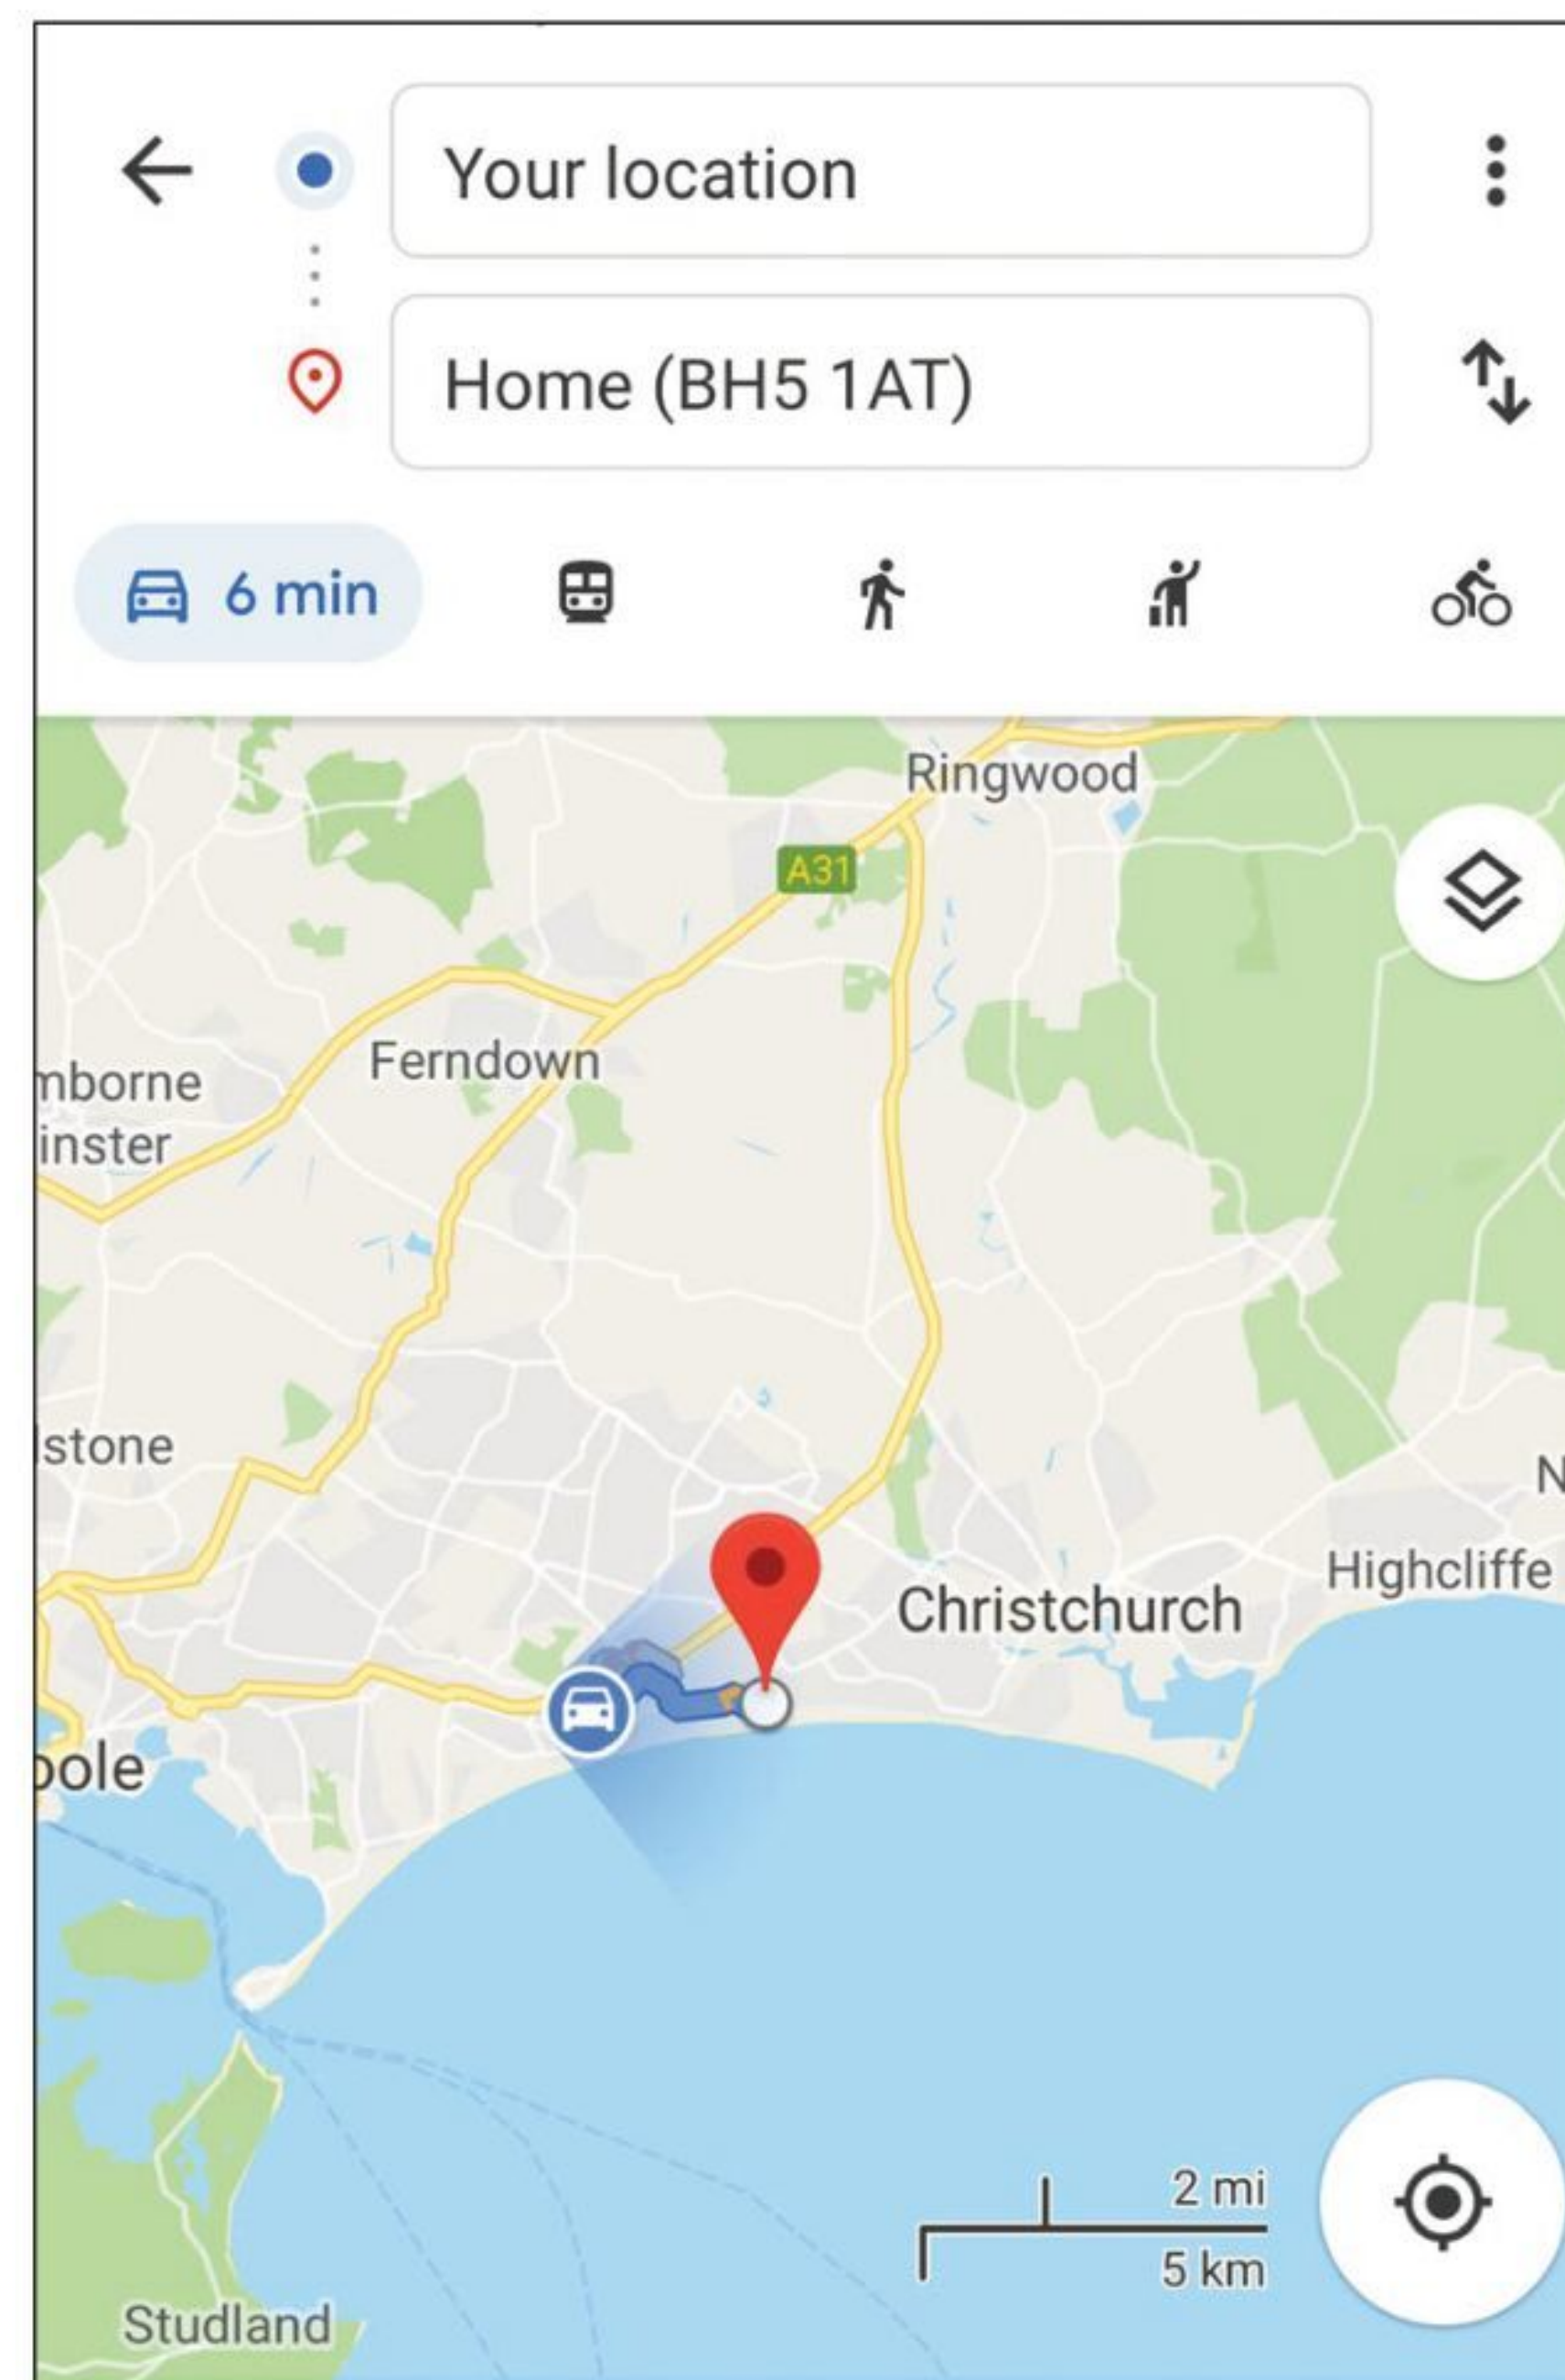 Your location
Home (BH5 1AT)
6 min
Ringwood
A31
Ferndown
mborne
inster
lstone
N
Highcliffe
Christchurch
oole
2 mi
5 km
Studland